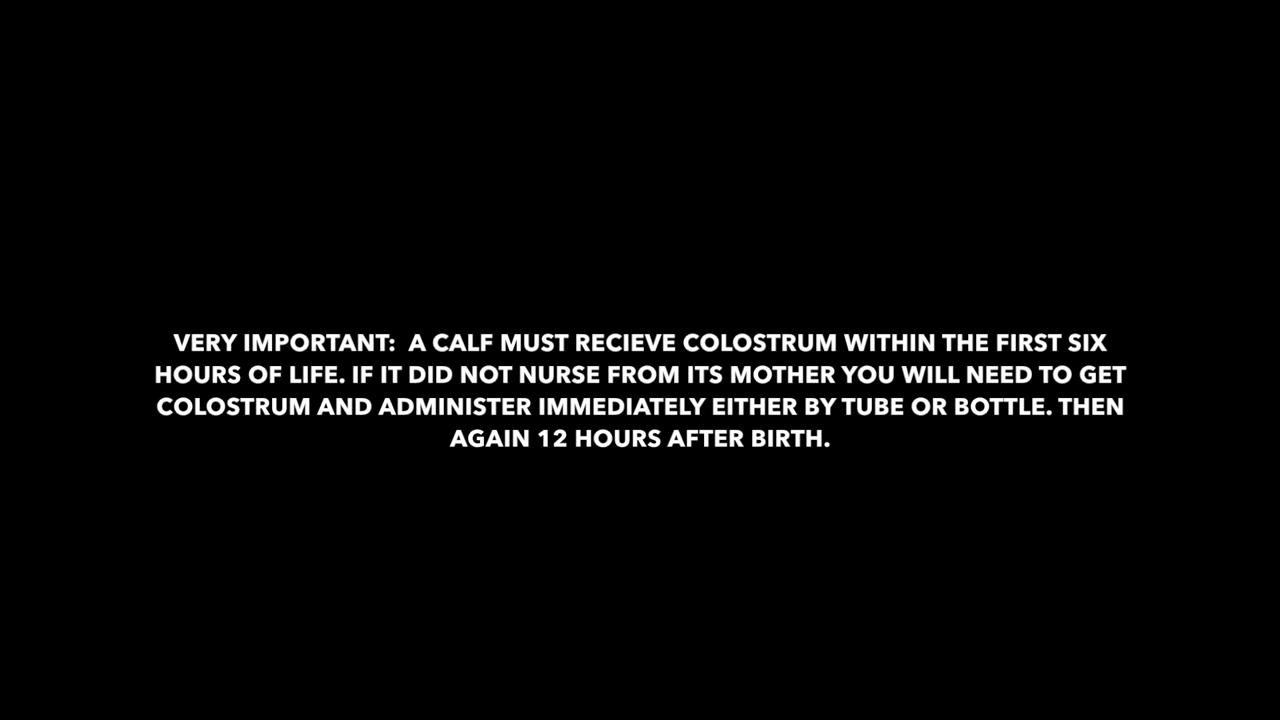 VERY IMPORTANT:  A CALF MUST RECIEVE COLOSTRUM WITHIN THE FIRST SIX
HOURS OF LIFE. IF IT DID NOT NURSE FROM ITS MOTHER YOU WILL NEED TO GET
COLOSTRUM AND ADMINISTER IMMEDIATELY EITHER BY TUBE OR BOTTLE. THEN
AGAIN 12 HOURS AFTER BIRTH.